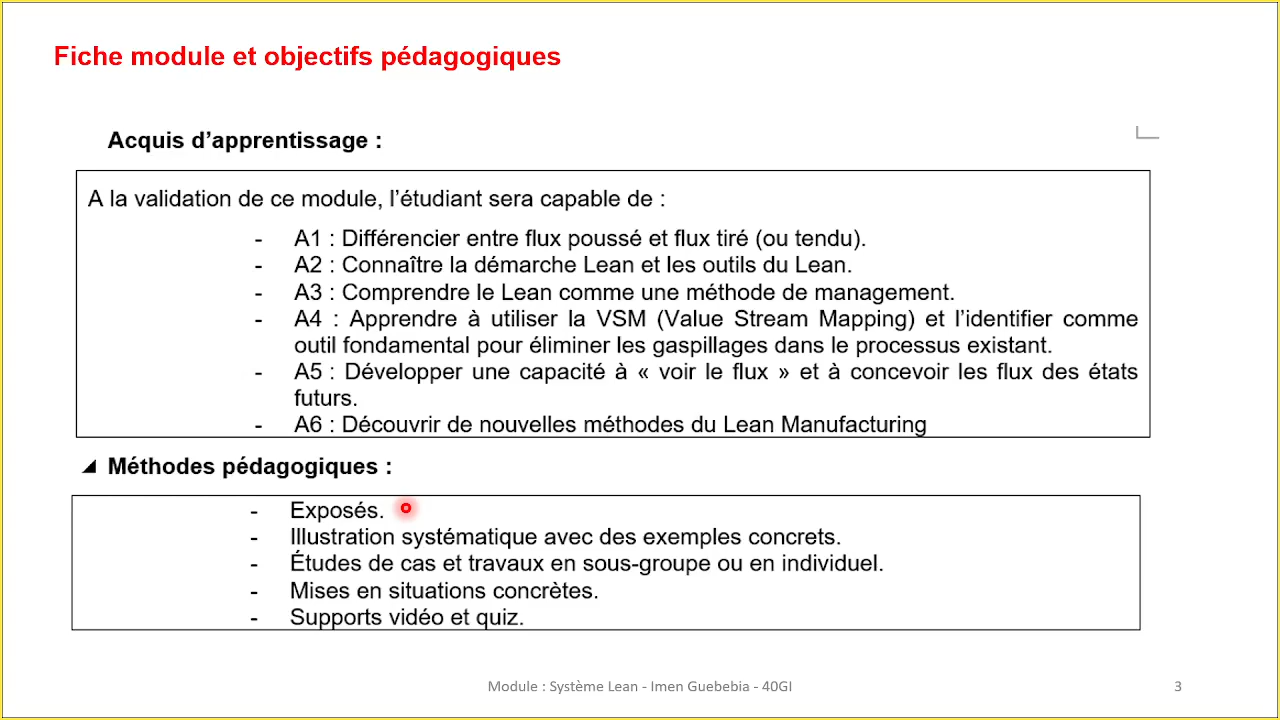 Fiche module et objectifs pédagogiques
Acquis d’apprentissage :
A la validation de ce module, l’étudiant sera capable de :
- A1 : Différencier entre flux poussé et flux tiré (ou tendu).
- A2 : Connaître la démarche Lean et les outils du Lean.
- A3 : Comprendre le Lean comme une méthode de management.
- A4 : Apprendre à utiliser la VSM (Value Stream Mapping) et l’identifier comme
outil fondamental pour éliminer les gaspillages dans le processus existant.
- A5 : Développer une capacité à « voir le flux » et à concevoir les flux des états
futurs.
- A6 : Découvrir de nouvelles méthodes du Lean Manufacturing
Méthodes pédagogiques :
- Exposés.
- Illustration systématique avec des exemples concrets.
- Études de cas et travaux en sous-groupe ou en individuel.
- Mises en situations concrètes.
- Supports vidéo et quiz.
Module : Système Lean - Imen Guebebia - 40GI
3